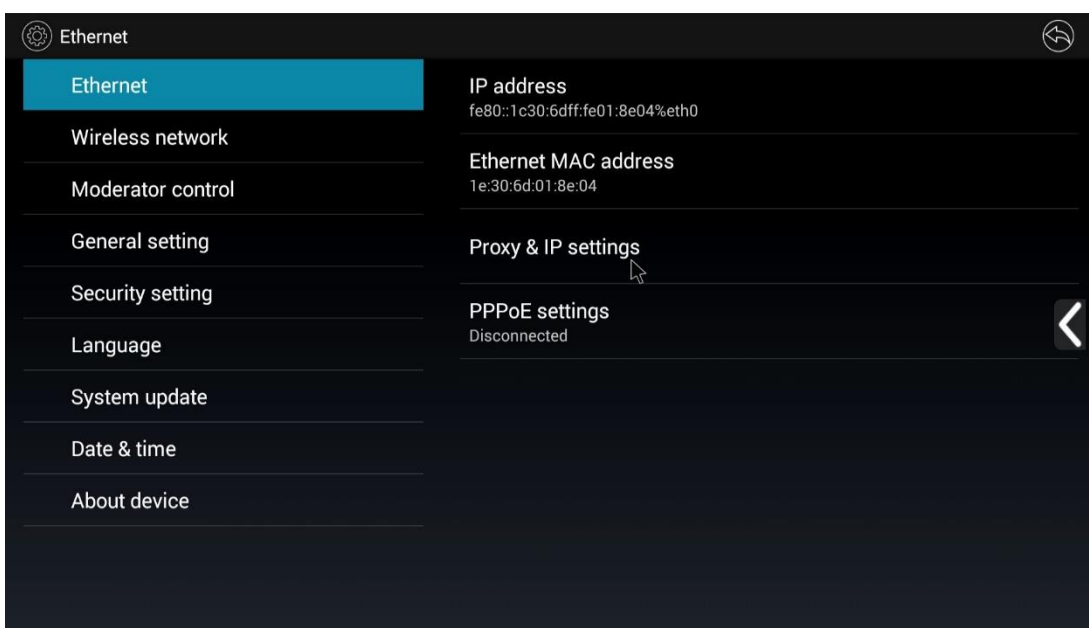 Ethernet
Ethernet
Wireless network
Moderator control
General setting
Security setting
Language
System update
Date & time
About device
IP address
fe80::1c30:6dff:fe01:8e04%eth0
Ethernet MAC address
1e:30:6d:01:8e:04
Proxy & IP settings
PPPoE settings
Disconnected